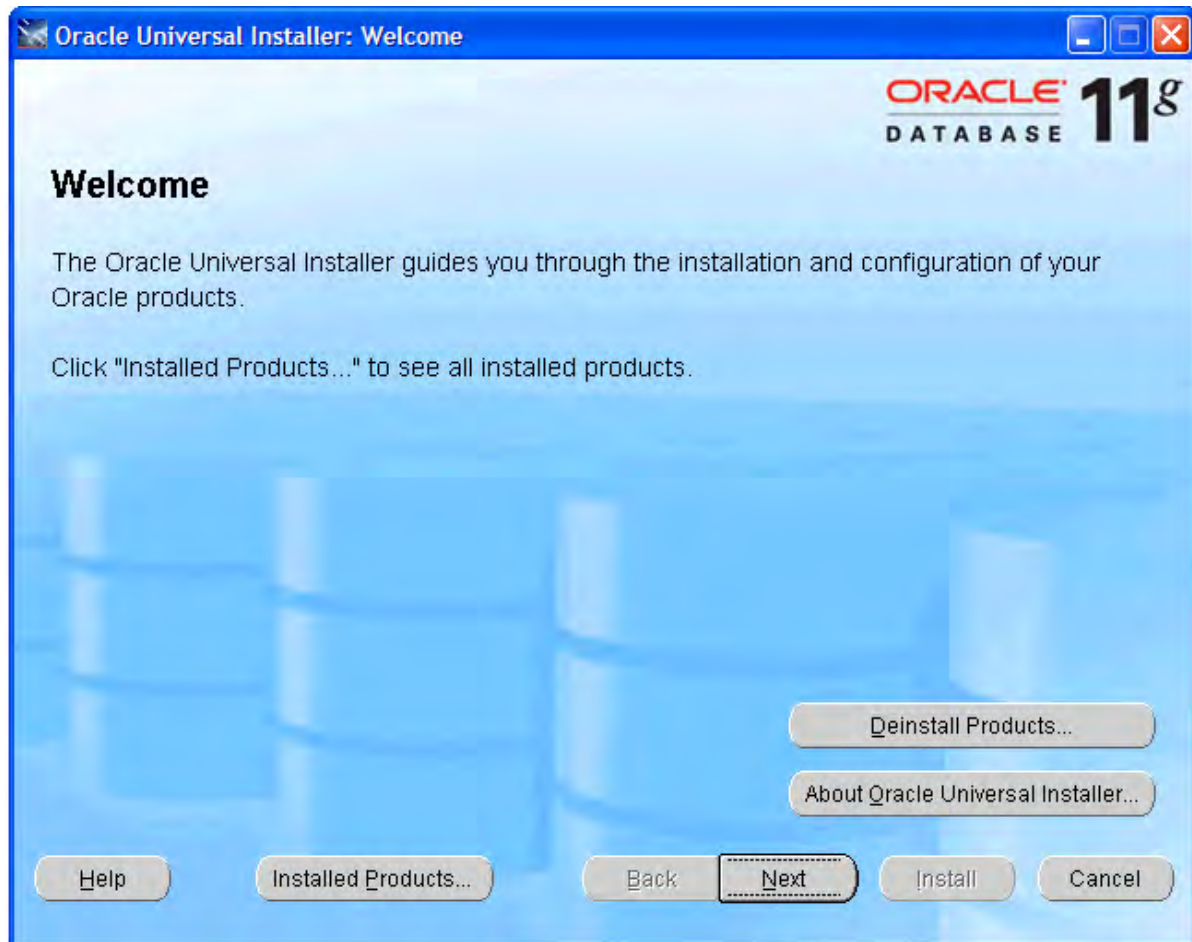 Oracle Universal Installer: Welcome
ORACLE 11g
DATABASE
Welcome
The Oracle Universal Installer guides you through the installation and configuration of your
Oracle products.
Click "Installed Products..." to see all installed products.
Deinstall Products...
About Oracle Universal Installer...
Help Installed Products... Back Next Install Cancel